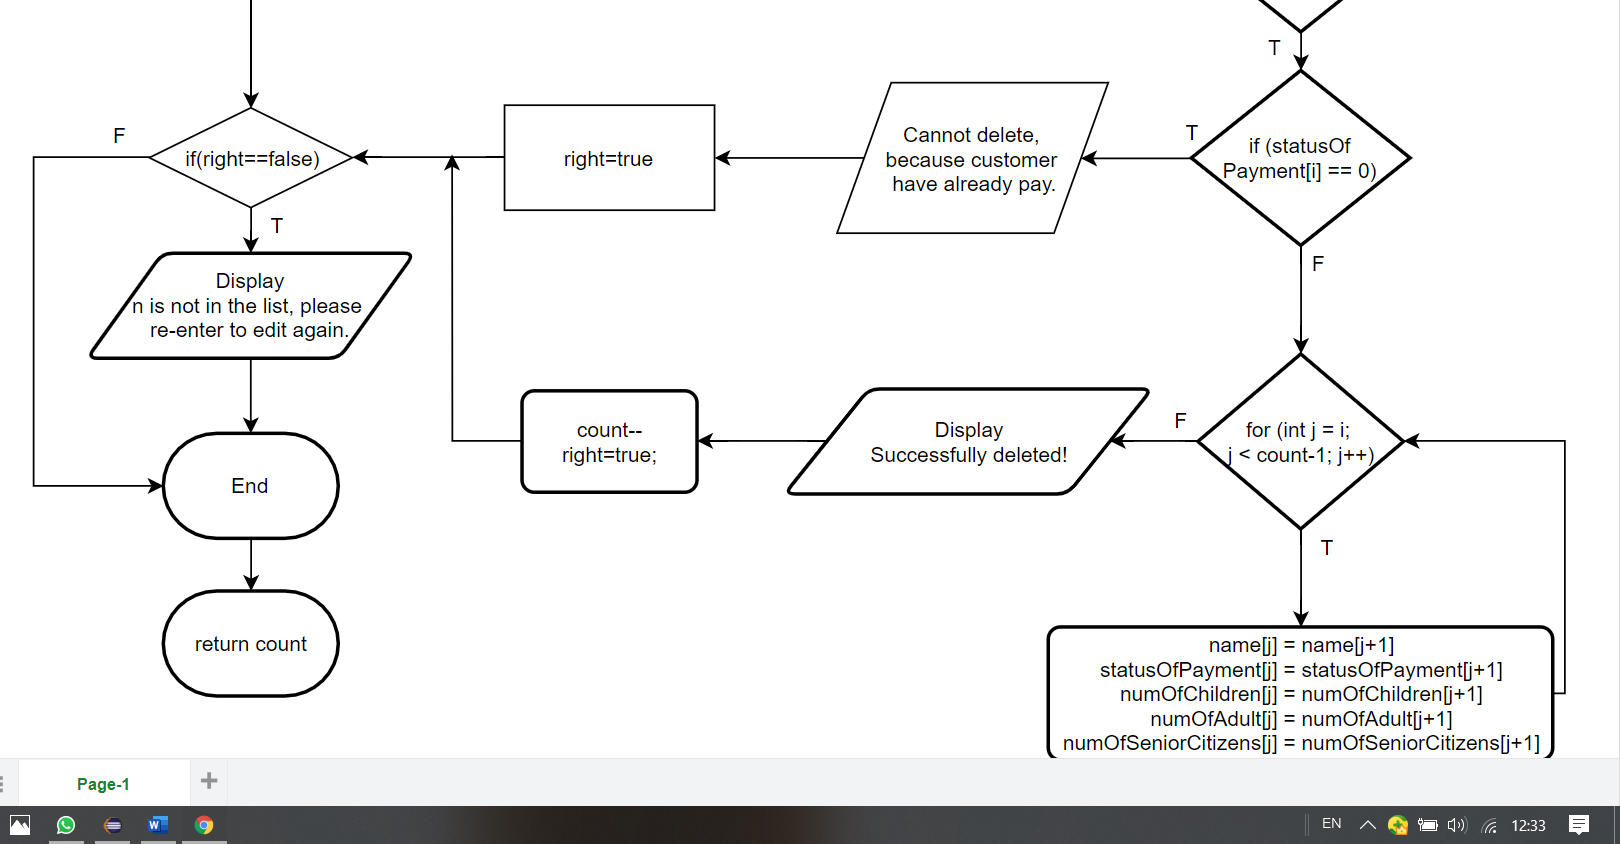 T
F
if(right==false)
right=true
Cannot delete,
because customer
have already pay.
T
if (statusOf
Payment[i] == 0)
T
F
Display
n is not in the list, please
re-enter to edit again.
count--
right=true;
Display
Successfully deleted!
F
for (int j = i;
j < count-1; j++)
End
T
return count
name[j] = name[j+1]
statusOfPayment[j] = statusOfPayment[j+1]
numOfChildren[j] = numOfChildren[j+1]
numOfAdult[j] = numOfAdult[j+1]
numOfSeniorCitizens[j] = numOfSeniorCitizens[j+1]
Page-1
EN
12:33